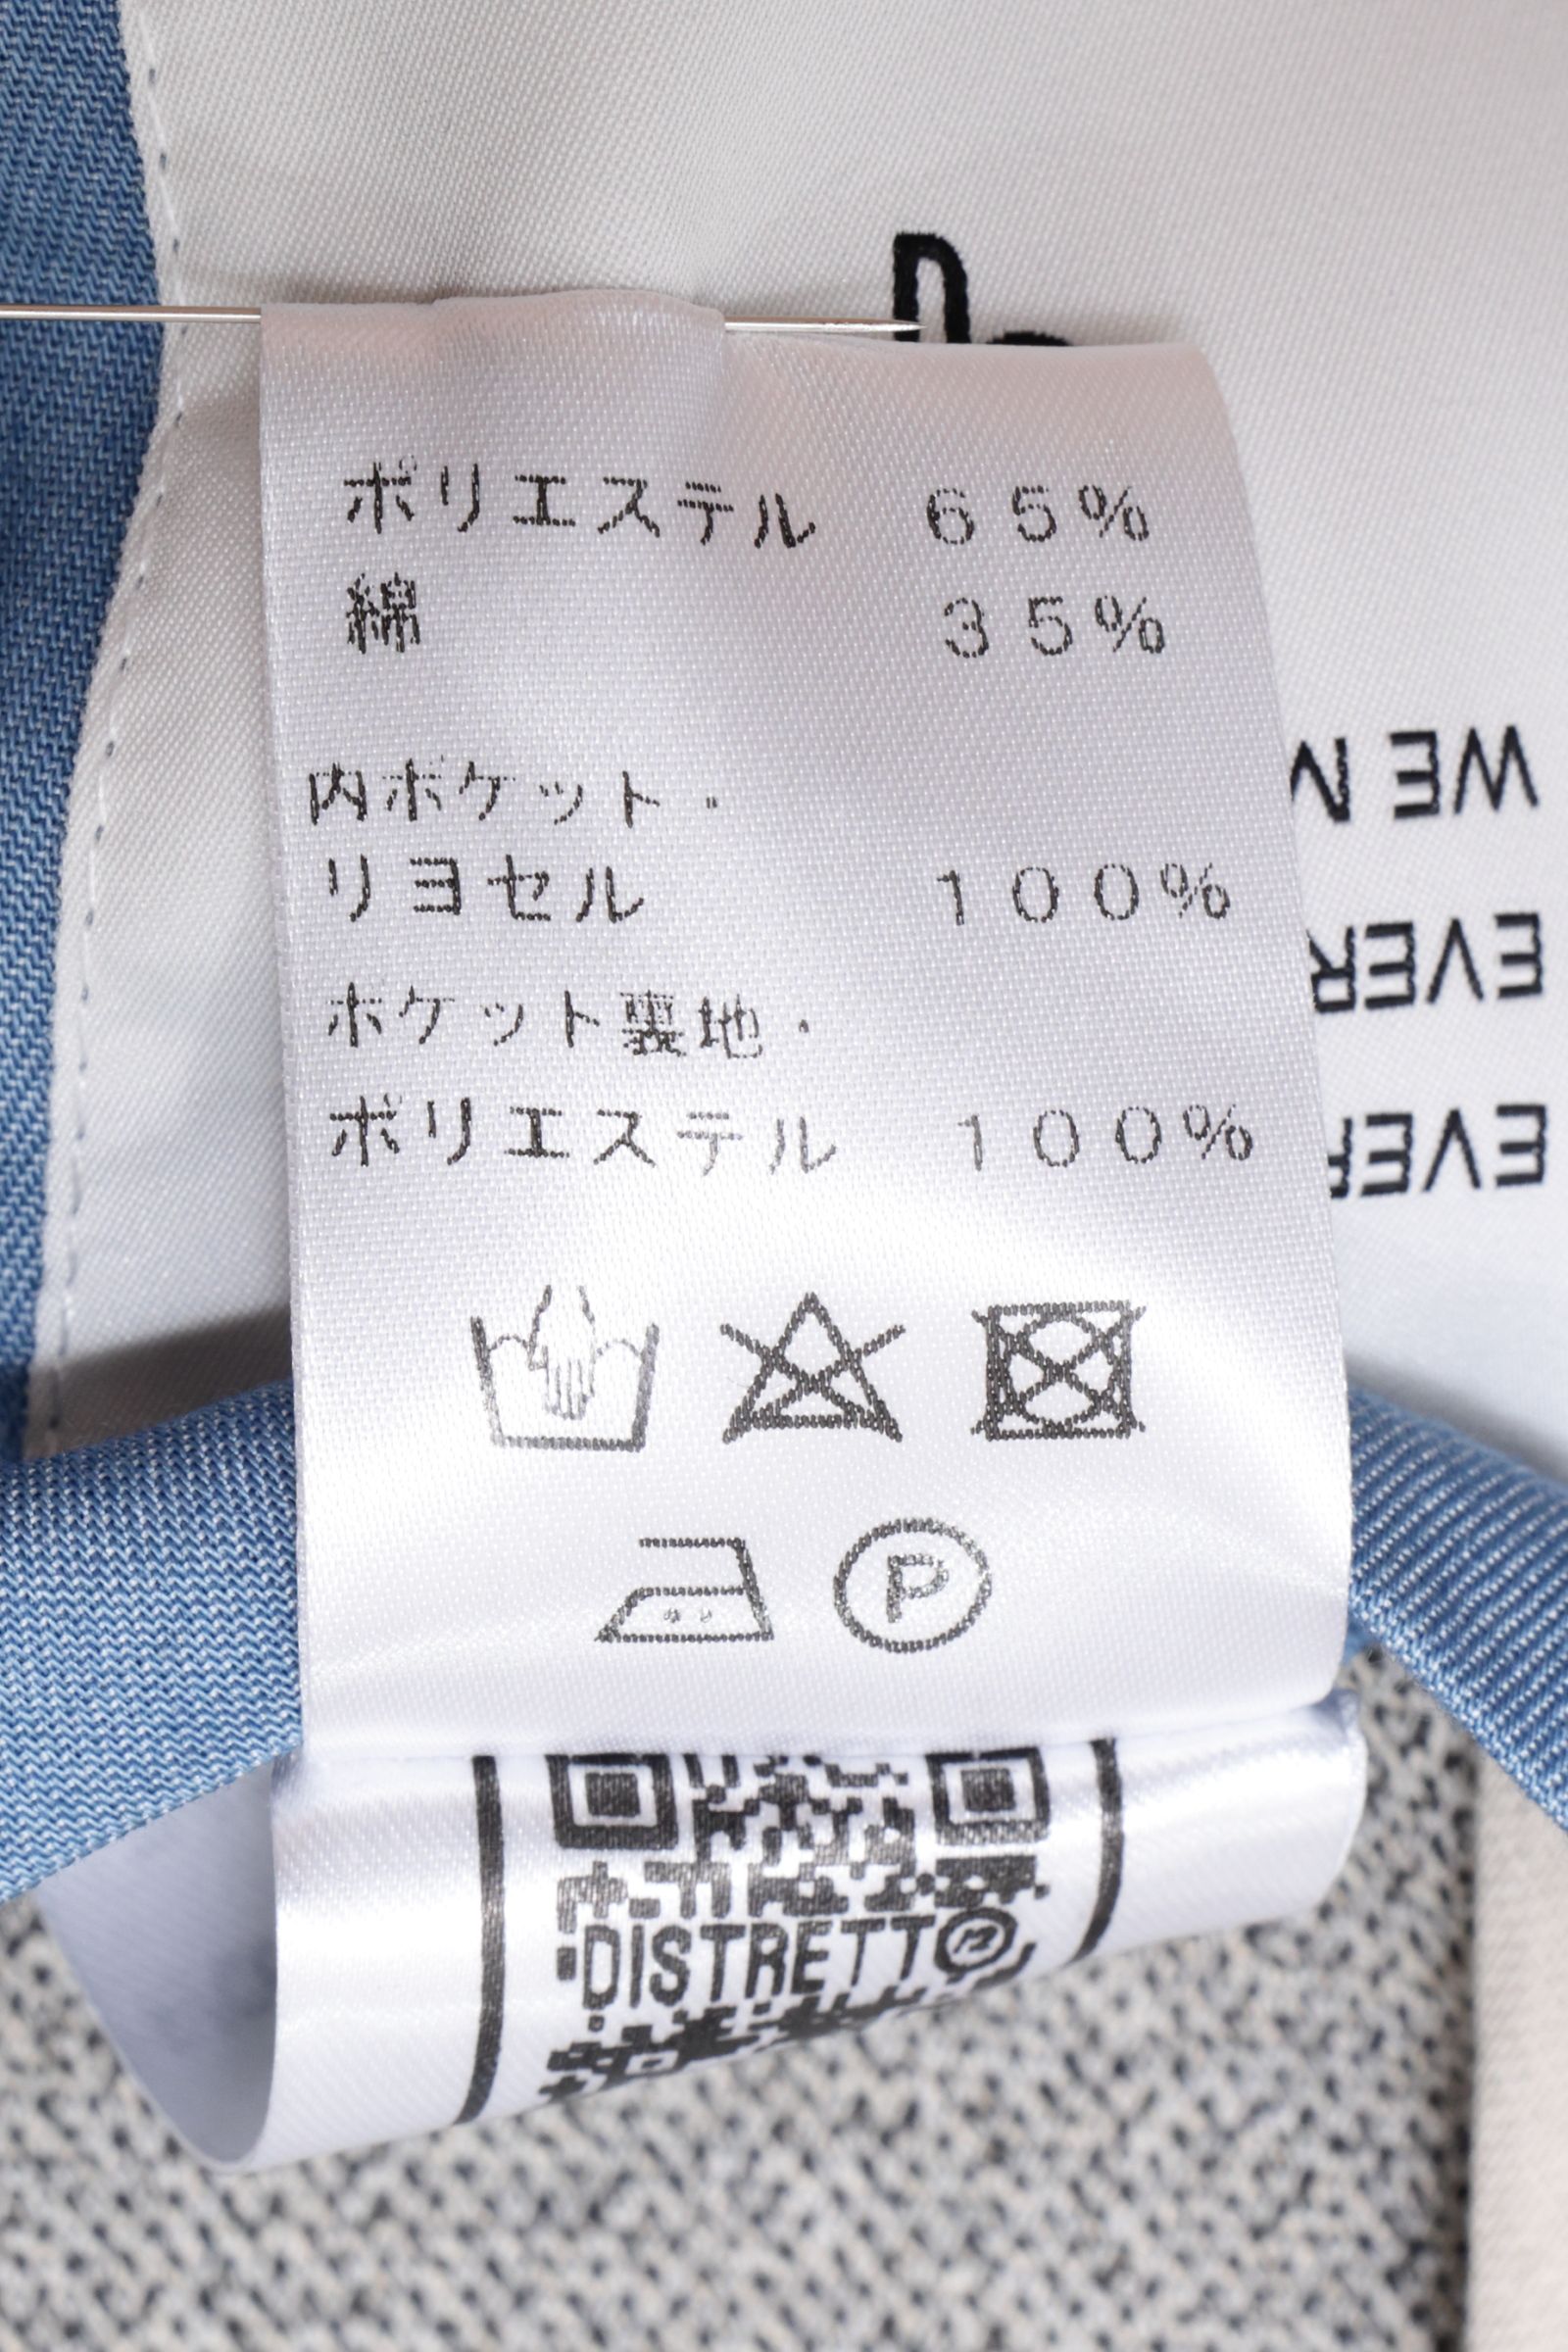 ポリエステル 65%
綿 35%
内ポケット・
リヨセル 100%
ポケット裏地・
ポリエステル 100%
P
DISTRETTO
WE
EVER